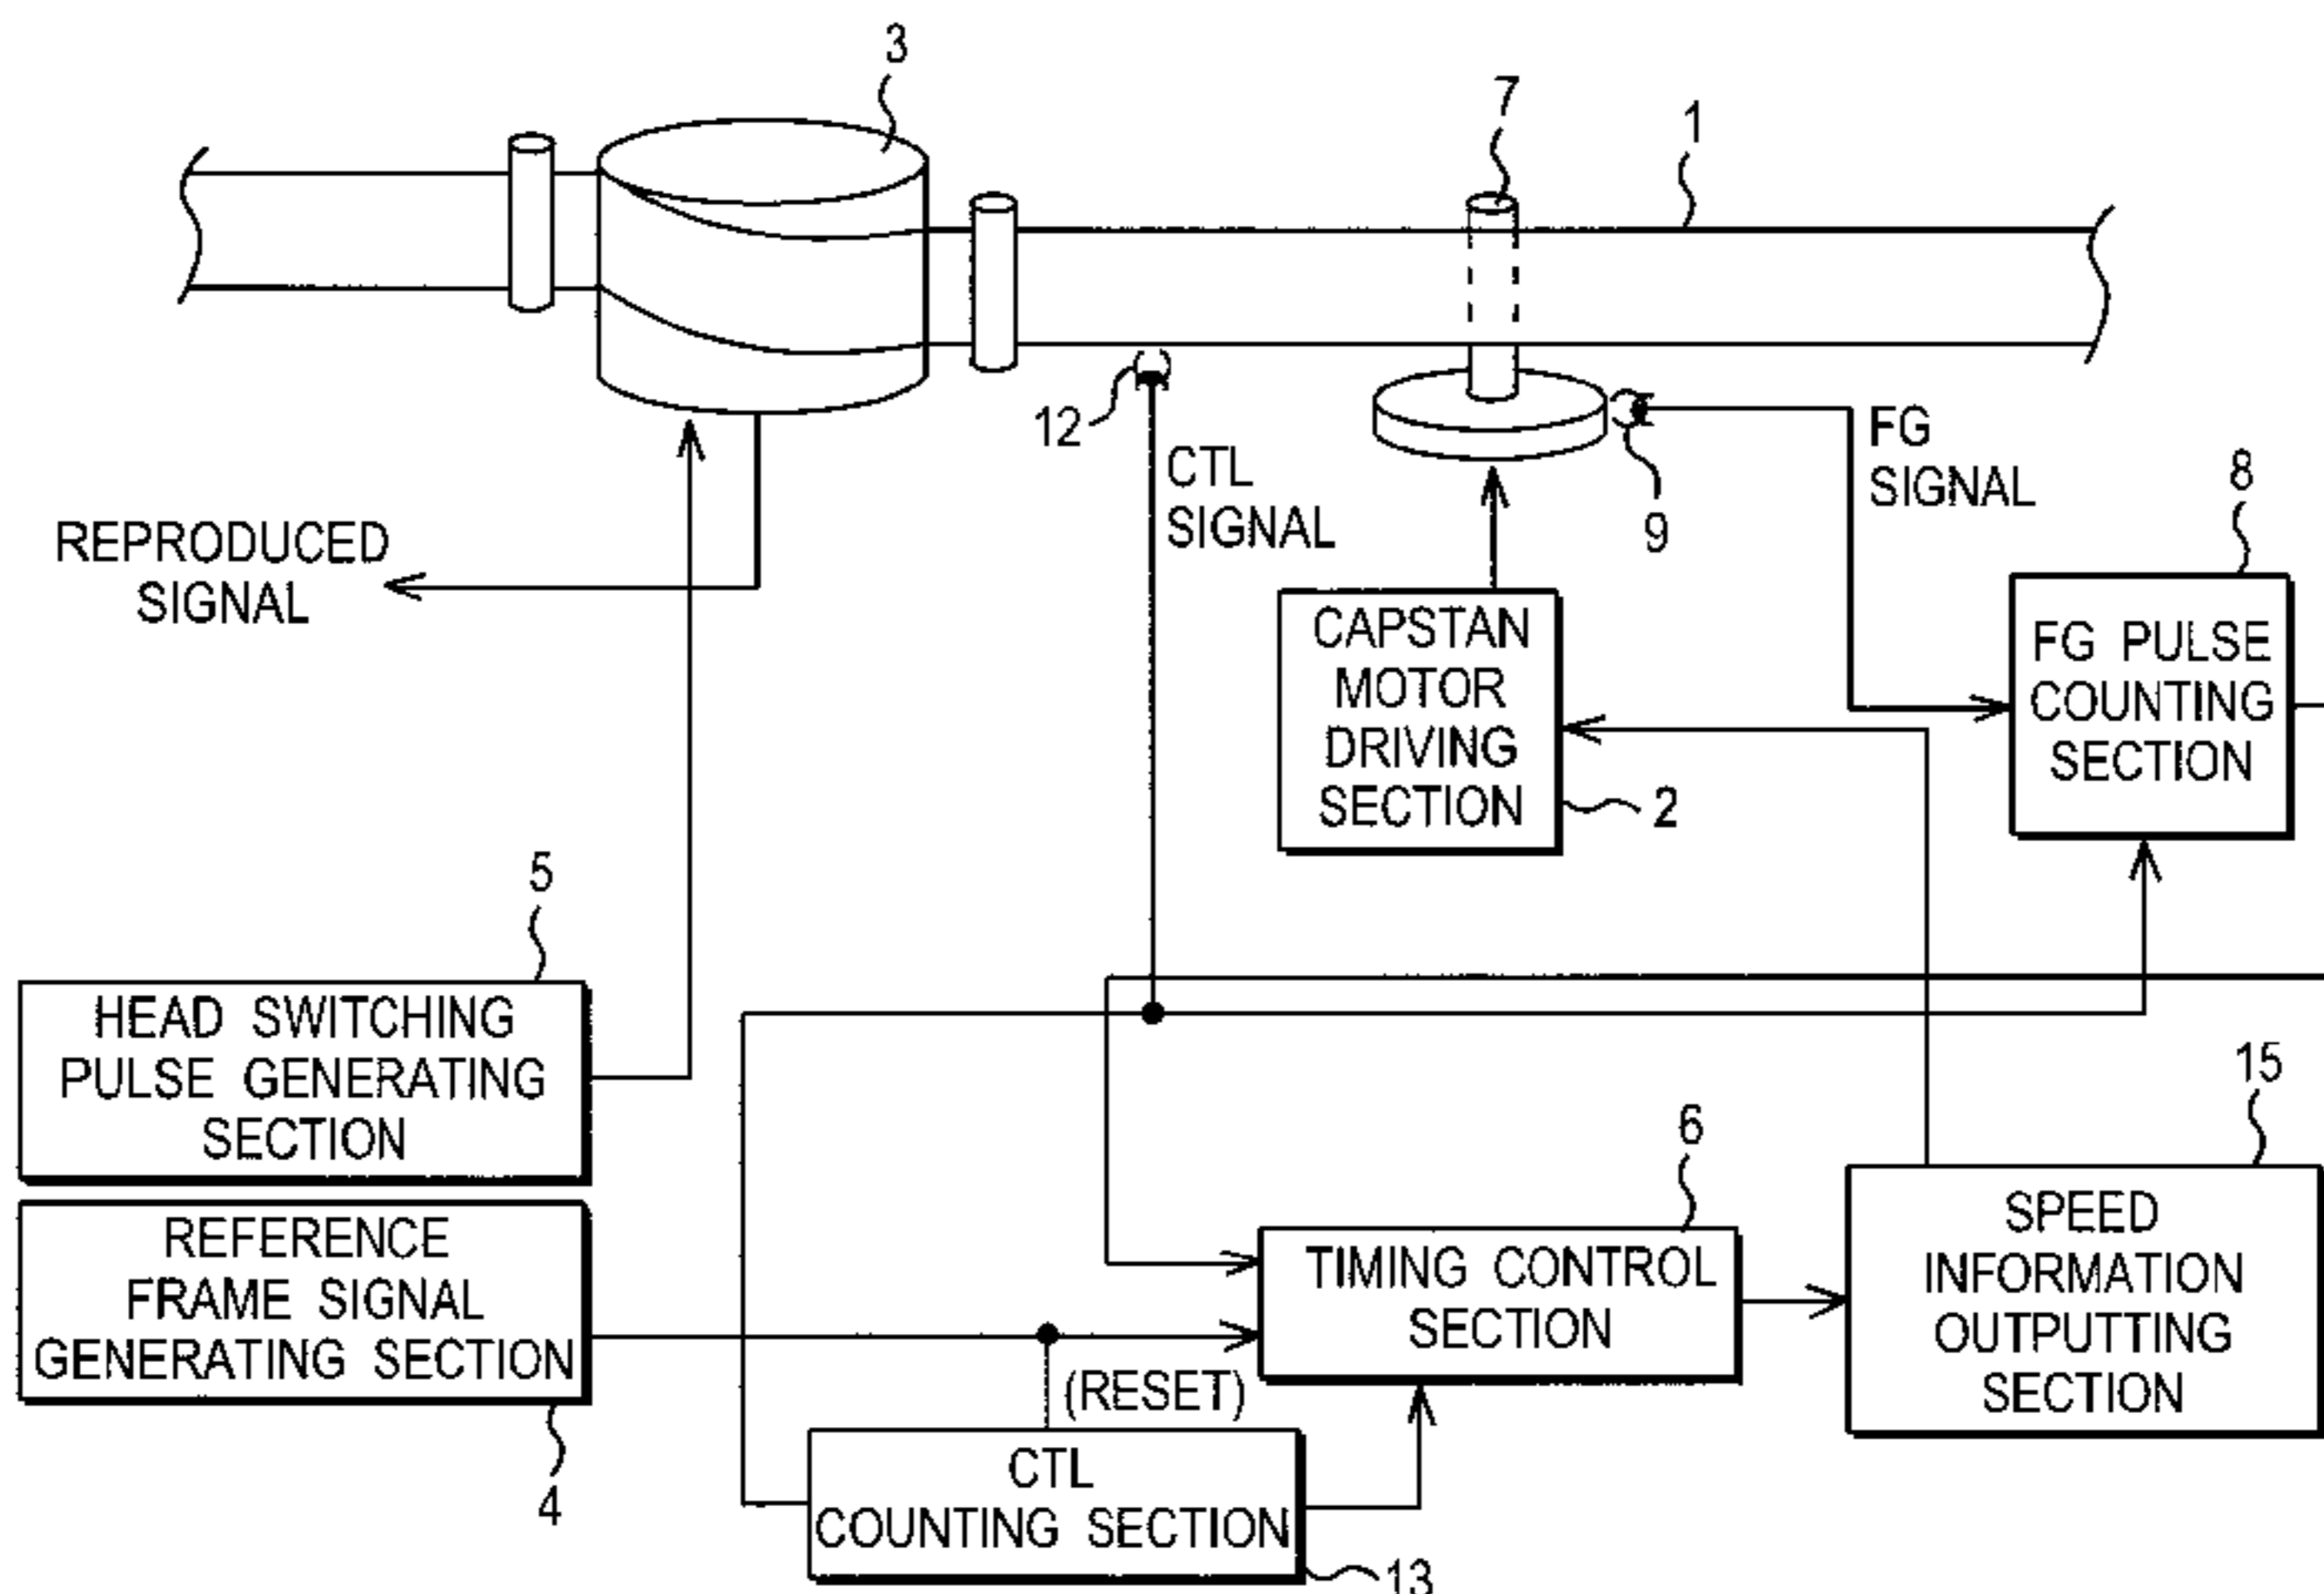 3
7
1
12
CTL
SIGNAL
FG
SIGNAL
9
8
REPRODUCED
SIGNAL
CAPSTAN
MOTOR
DRIVING
SECTION
2
FG PULSE
COUNTING
SECTION
5
HEAD SWITCHING
PULSE GENERATING
SECTION
15
6
REFERENCE
FRAME SIGNAL
GENERATING SECTION
4
TIMING CONTROL
SECTION
SPEED
INFORMATION
OUTPUTTING
SECTION
(RESET)
CTL
COUNTING SECTION
13